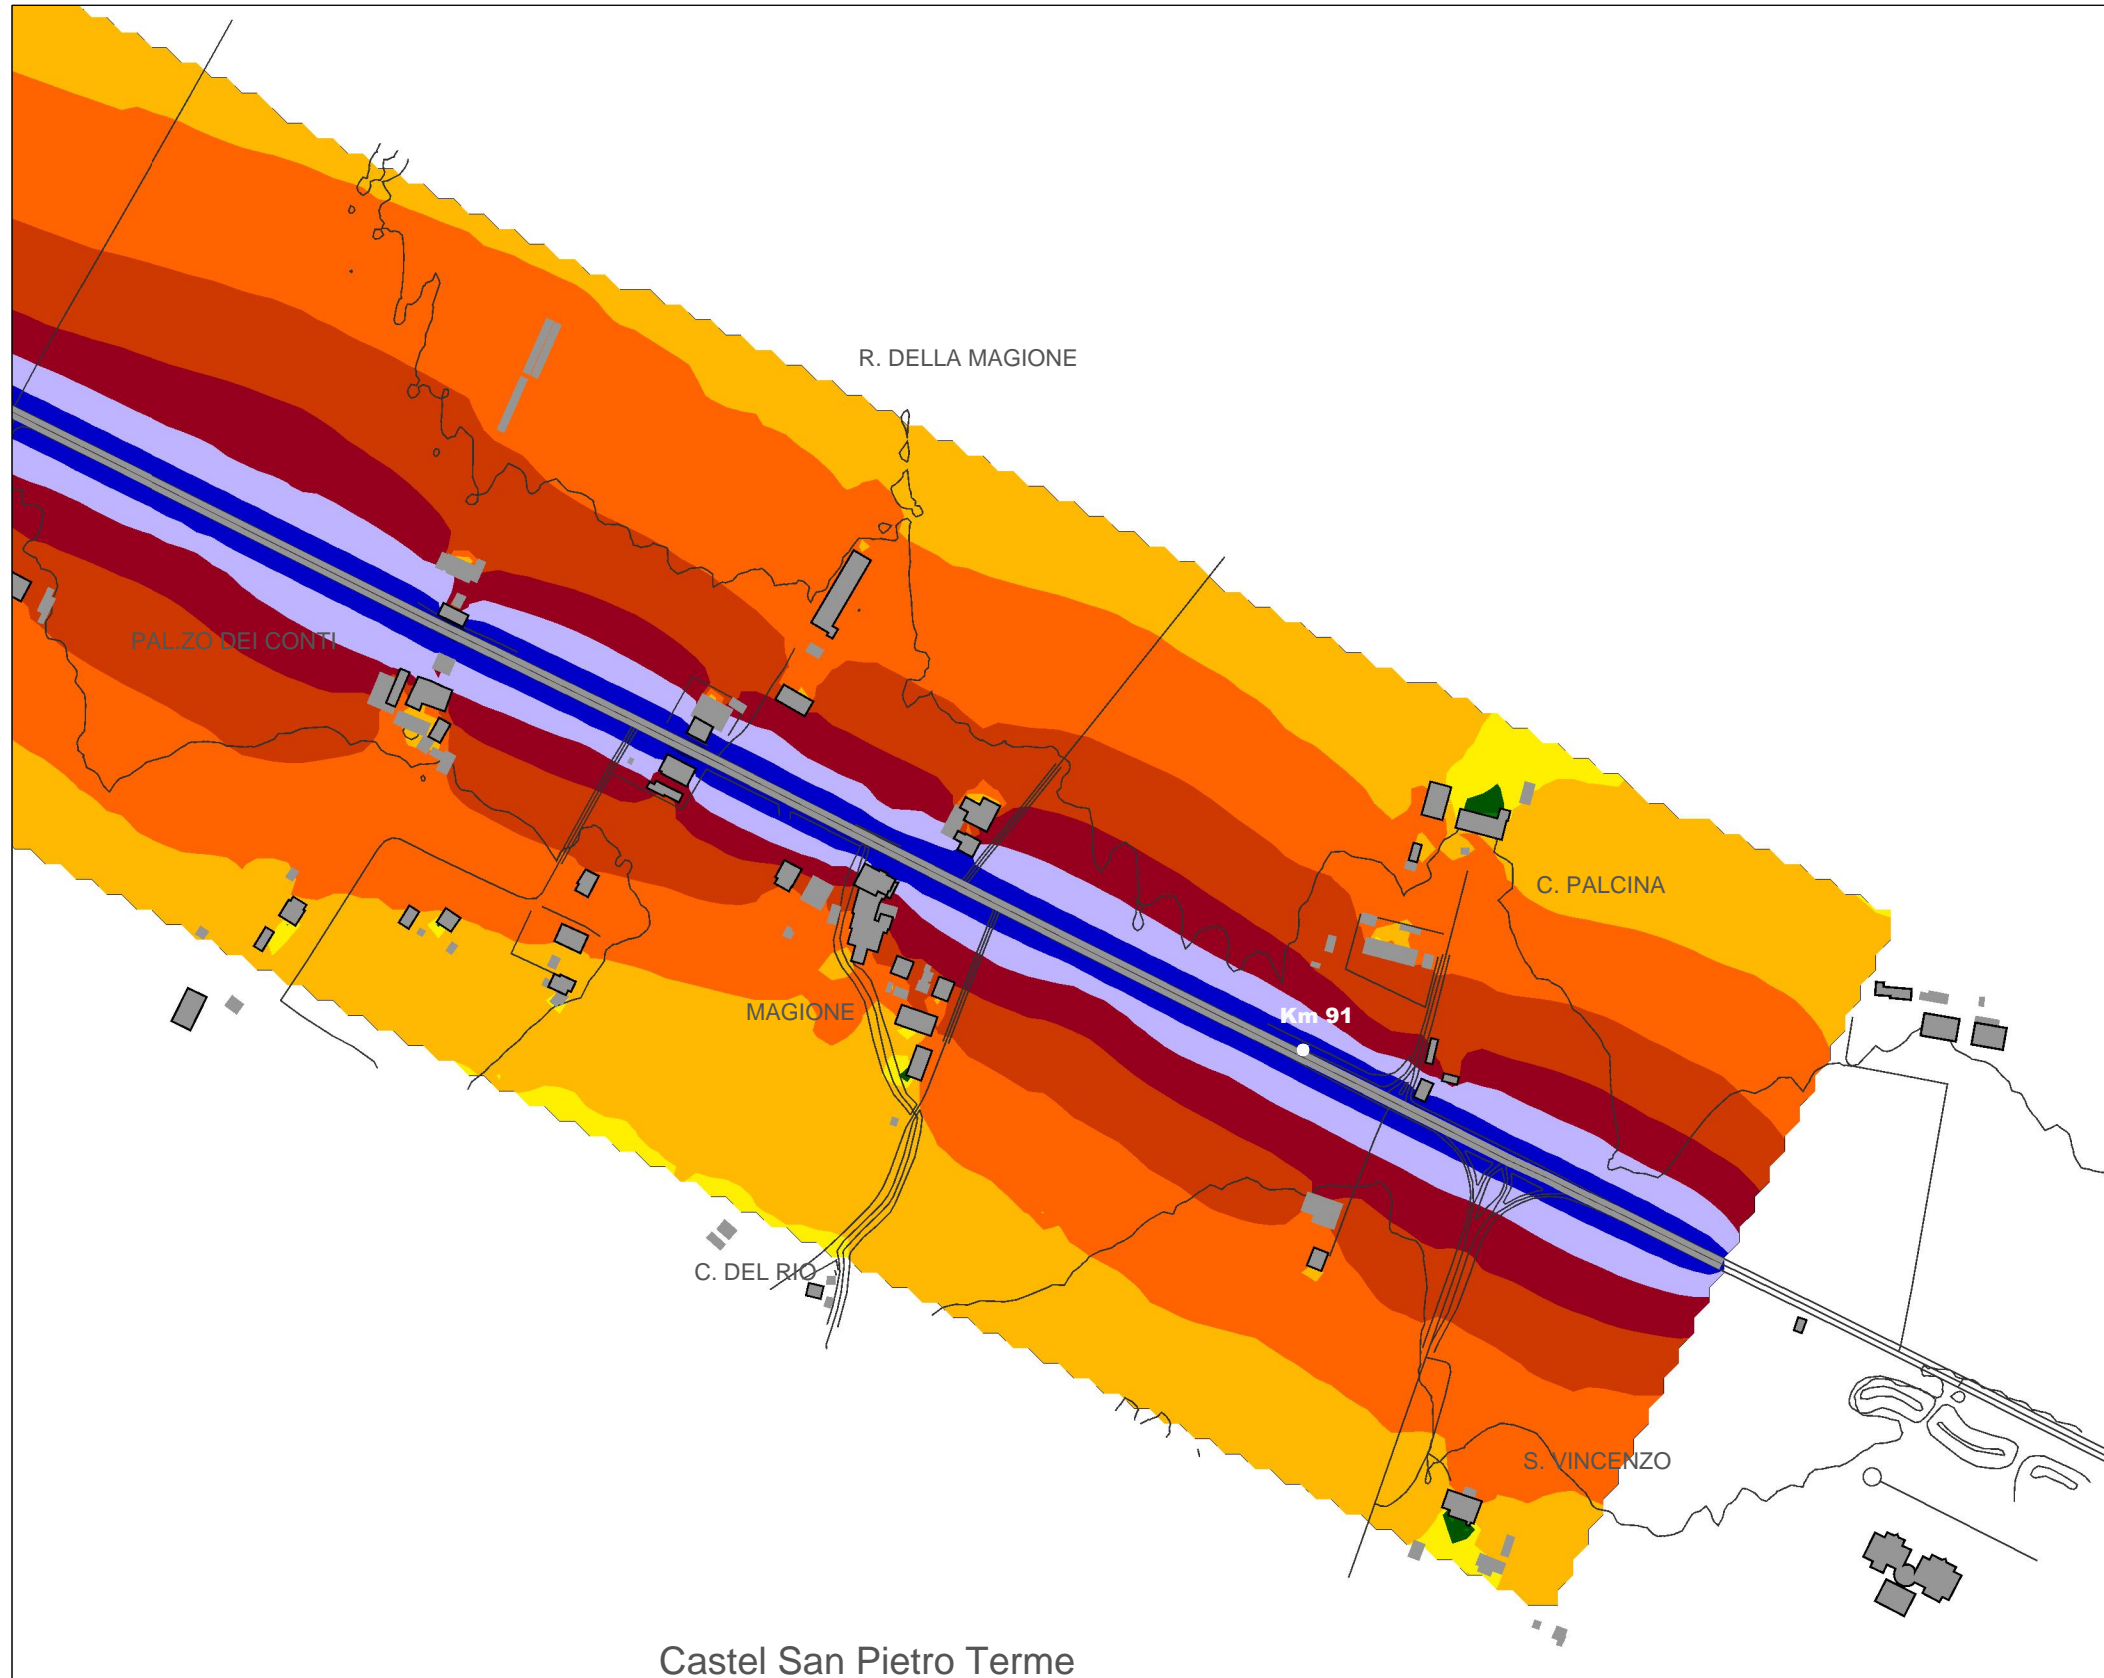 R. DELLA MAGIONE
PAL.ZO DEI CONTI
C. PALCINA
MAGIONE
Km 91
C. DEL RIO
S. VINCENZO
Castel San Pietro Terme